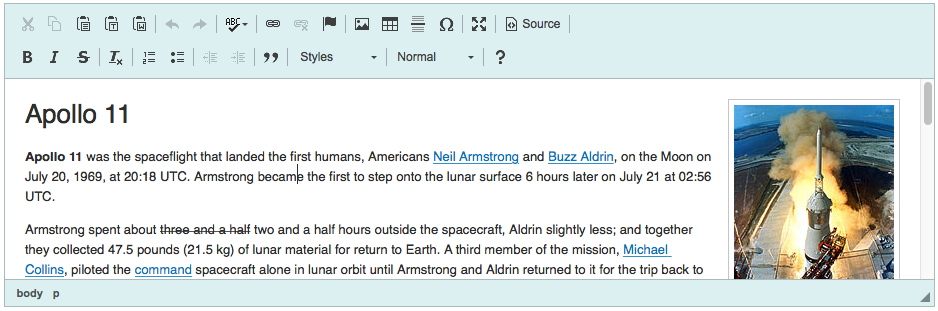 ABC
Ω
Source
B I S Ix
Styles
Normal
?
Apollo 11
Apollo 11 was the spaceflight that landed the first humans, Americans Neil Armstrong and Buzz Aldrin, on the Moon on
July 20, 1969, at 20:18 UTC. Armstrong became the first to step onto the lunar surface 6 hours later on July 21 at 02:56
UTC.
Armstrong spent about three and a half two and a half hours outside the spacecraft, Aldrin slightly less; and together
they collected 47.5 pounds (21.5 kg) of lunar material for return to Earth. A third member of the mission, Michael
Collins, piloted the command spacecraft alone in lunar orbit until Armstrong and Aldrin returned to it for the trip back to
body p